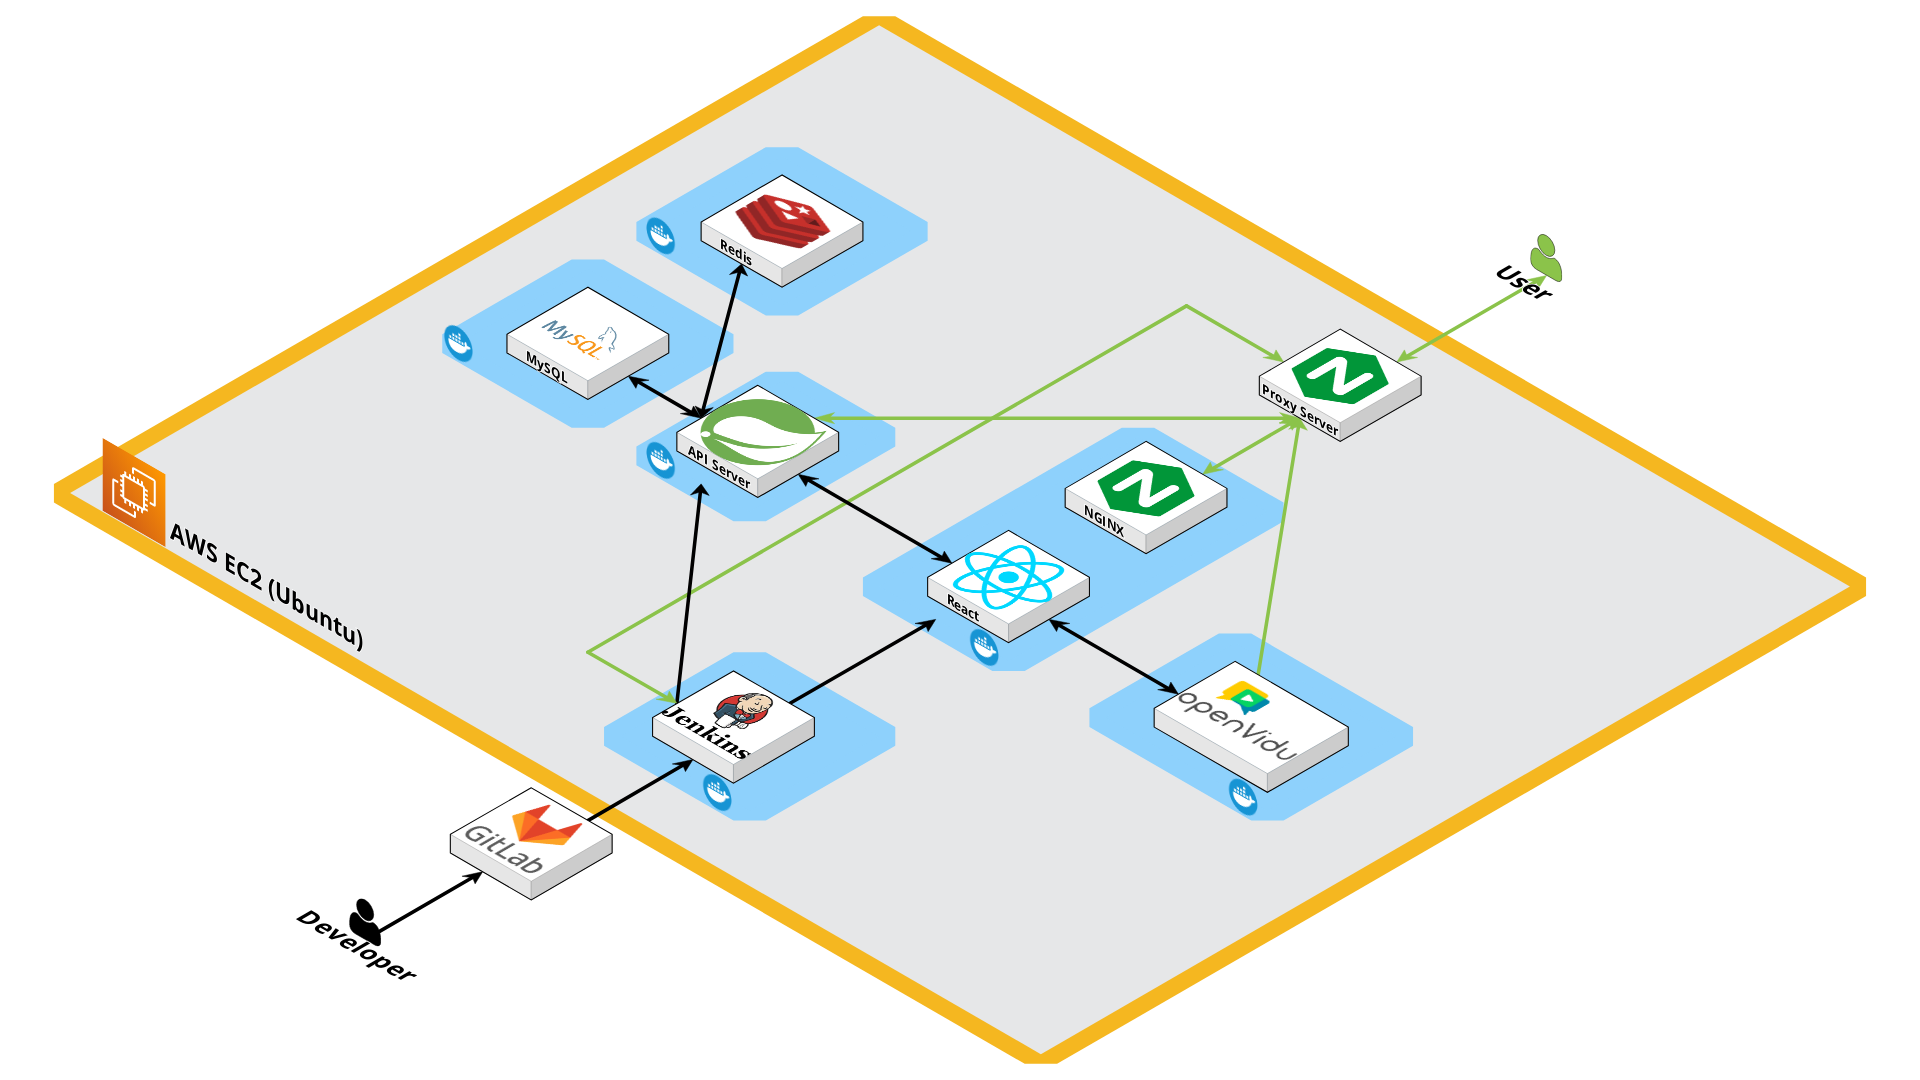 Redis
MySQL
MySQL
API Server
User
Proxy Server
NGINX
React
AWS EC2 (Ubuntu)
Jenkins
openVidu
GitLab
Developer